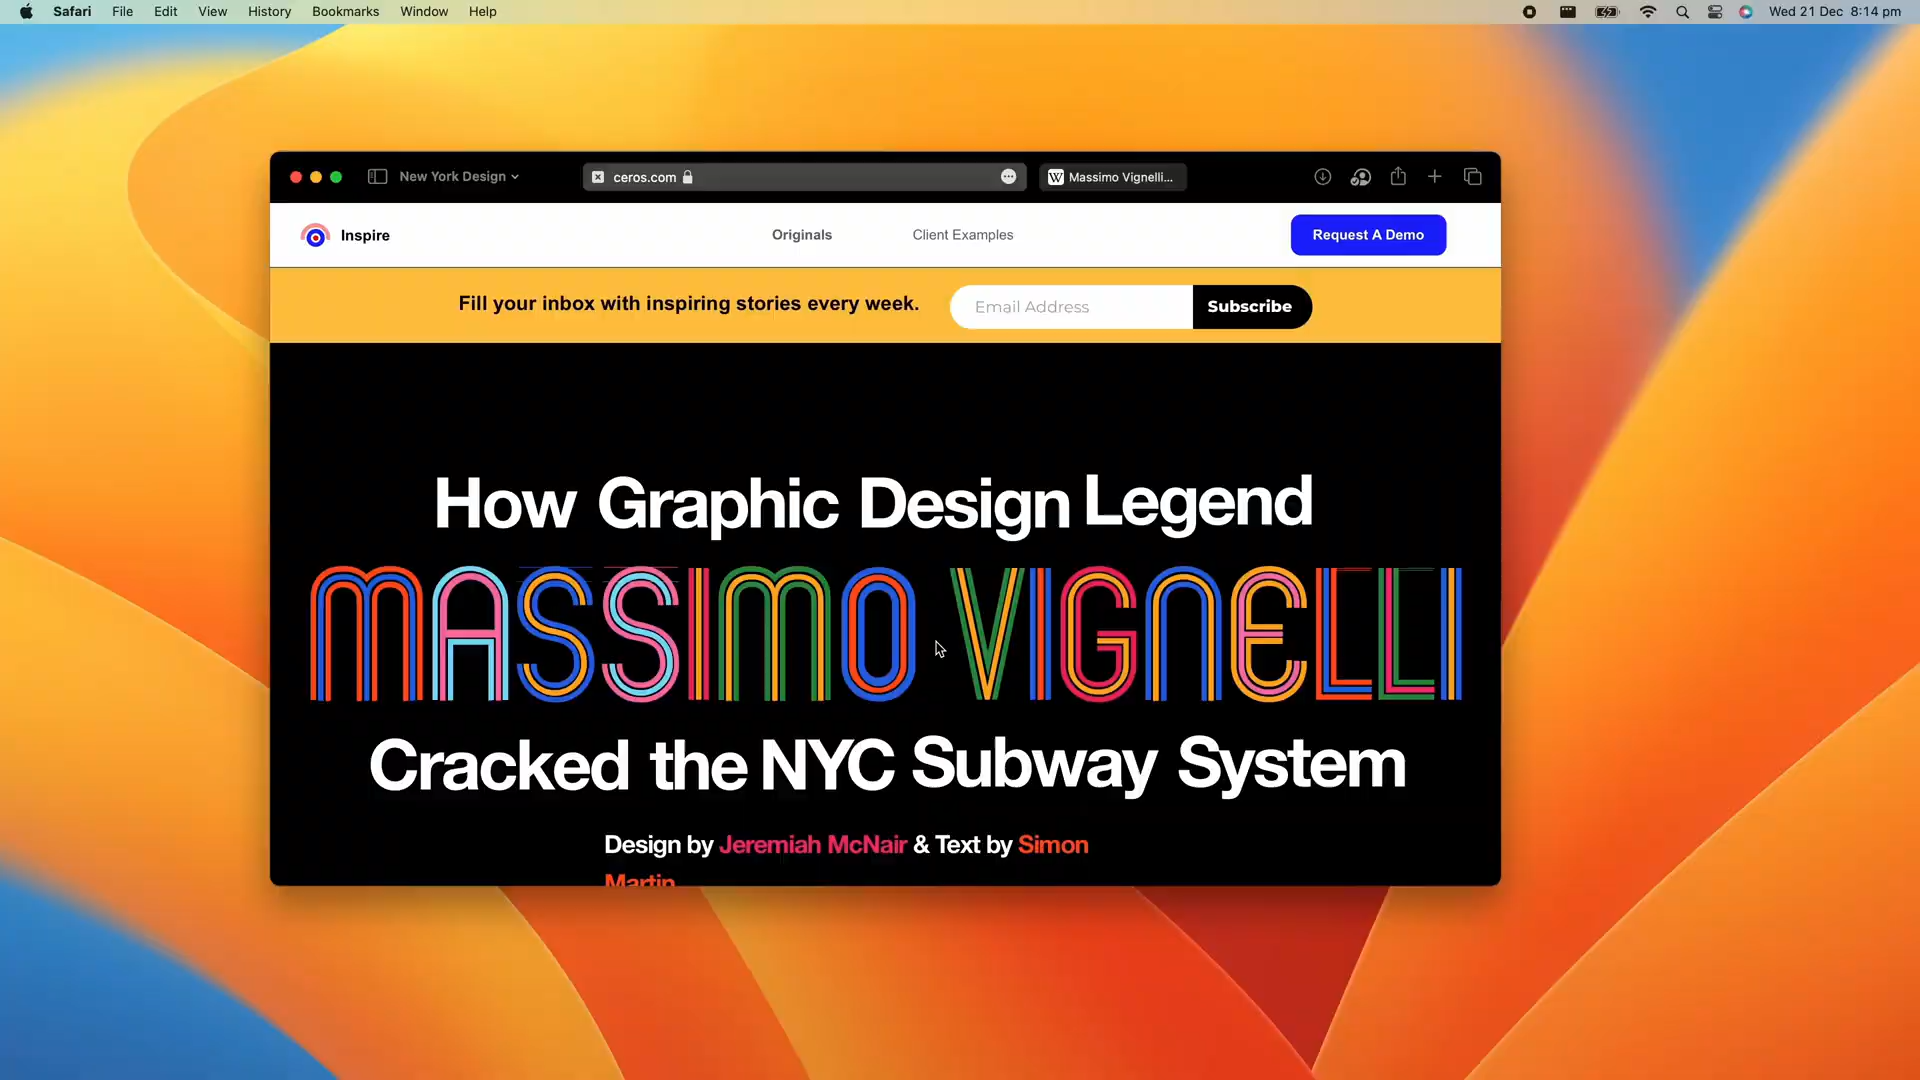 Safari File Edit View History Bookmarks Window Help Wed 21 Dec 8:14 pm
New York Design ceros.com W Massimo Vignelli...
Inspire Originals Client Examples Request A Demo
Fill your inbox with inspiring stories every week. Email Address Subscribe
How Graphic Design Legend
MASSIMO VIGNELLI
Cracked the NYC Subway System
Design by Jeremiah McNair & Text by Simon
Martin